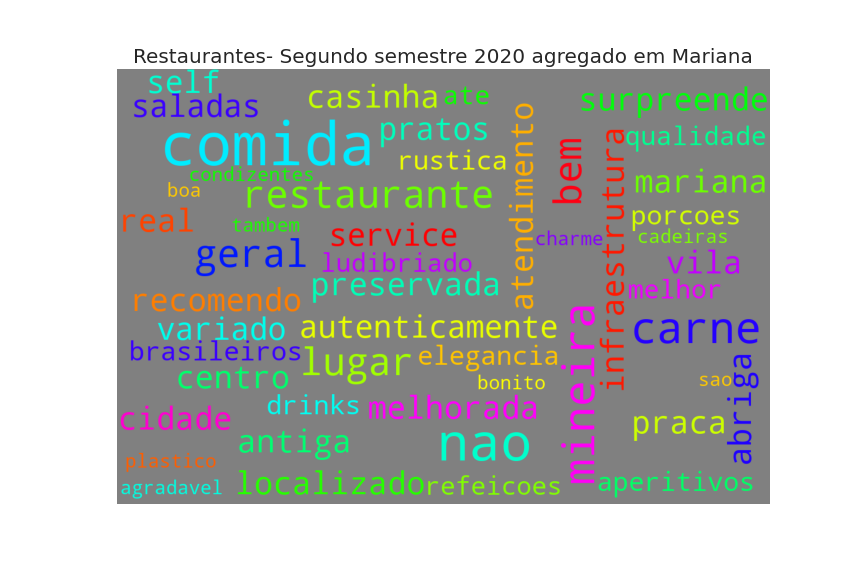 Restaurantes- Segundo semestre 2020 agregado em Mariana
self
saladas
casinha
ate
surpreende
comida
pratos
rustica
atendimento
bem
infraestrutura
qualidade
condizentes
boa
restaurante
mariana
real
tambem
service
charme
porcoes
cadeiras
geral
ludibriado
vila
preservada
melhor
recomendo
variado
autenticamente
mineira
carne
brasileiros
lugar
elegancia
centro
bonito
sao
abriga
drinks
melhorada
cidade
antiga
nao
praca
plastico
agradavel
localizado
refeicoes
aperitivos